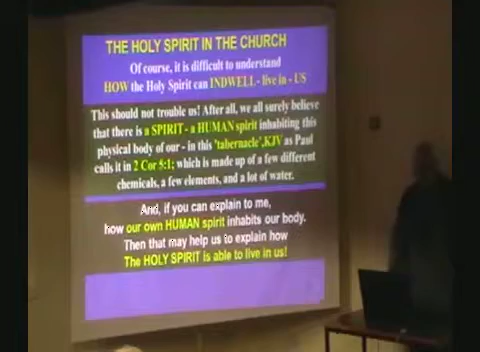 THE HOLY SPIRIT IN THE CHURCH
Of course, it is difficult to understand
HOW the Holy Spirit can INDWELL - live in - US
This should not trouble us! After all, we all surely believe
that there is a SPIRIT - a HUMAN spirit inhabiting this
physical body of our - in this 'tabernacle', KJV as Paul
calls it in 2 Cor 5:1; which is made up of a few different
chemicals, a few elements, and a lot of water.
And, if you can explain to me,
how our own HUMAN spirit inhabits our body.
Then that may help us to explain how
The HOLY SPIRIT is able to live in us!